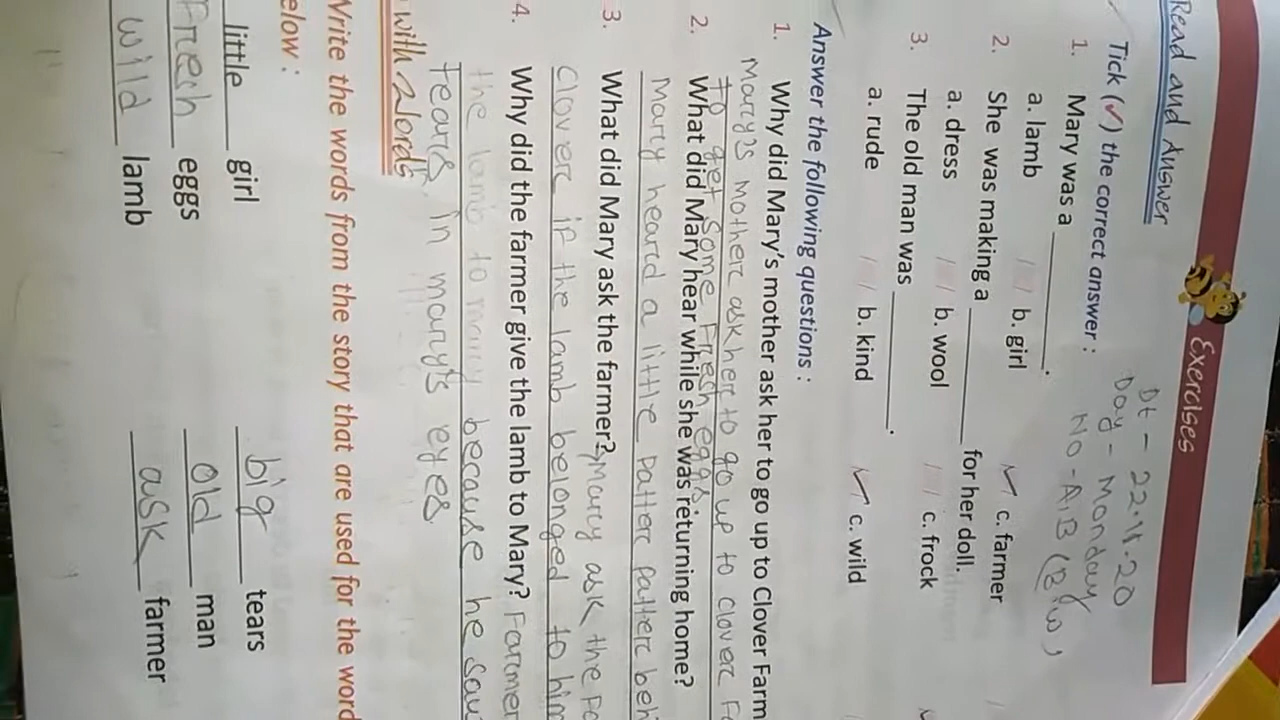 Exercises
Read and Answer
Dt - 22.11.20
Day - Monday
No - A,B (B.W)
Tick (✓) the correct answer :
1. Mary was a ________.
a. lamb b. girl ✓ c. farmer
2. She was making a ________ for her doll.
a. dress b. wool c. frock
3. The old man was ________.
a. rude b. kind ✓ c. wild
Answer the following questions :
1. Why did Mary's mother ask her to go up to Clover Farm
Mary's mother ask her to go up to Clover
to get some Fresh eggs.
2. What did Mary hear while she was returning home?
Mary heard a little patter patter
3. What did Mary ask the farmer? Mary ask the
Clover if the lamb belonged to him
4. Why did the farmer give the lamb to Mary? Farmer
the lamb to mary because he saw
Tears in mary's eyes
with Words
Write the words from the story that are used for the word
elow :
little girl big tears
Fresh eggs old man
wild lamb ask farmer